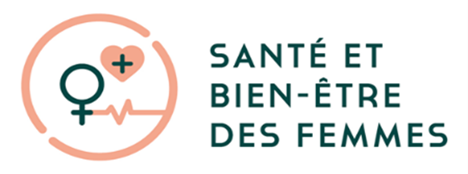 SANTÉ ET
BIEN-ÊTRE
DES FEMMES